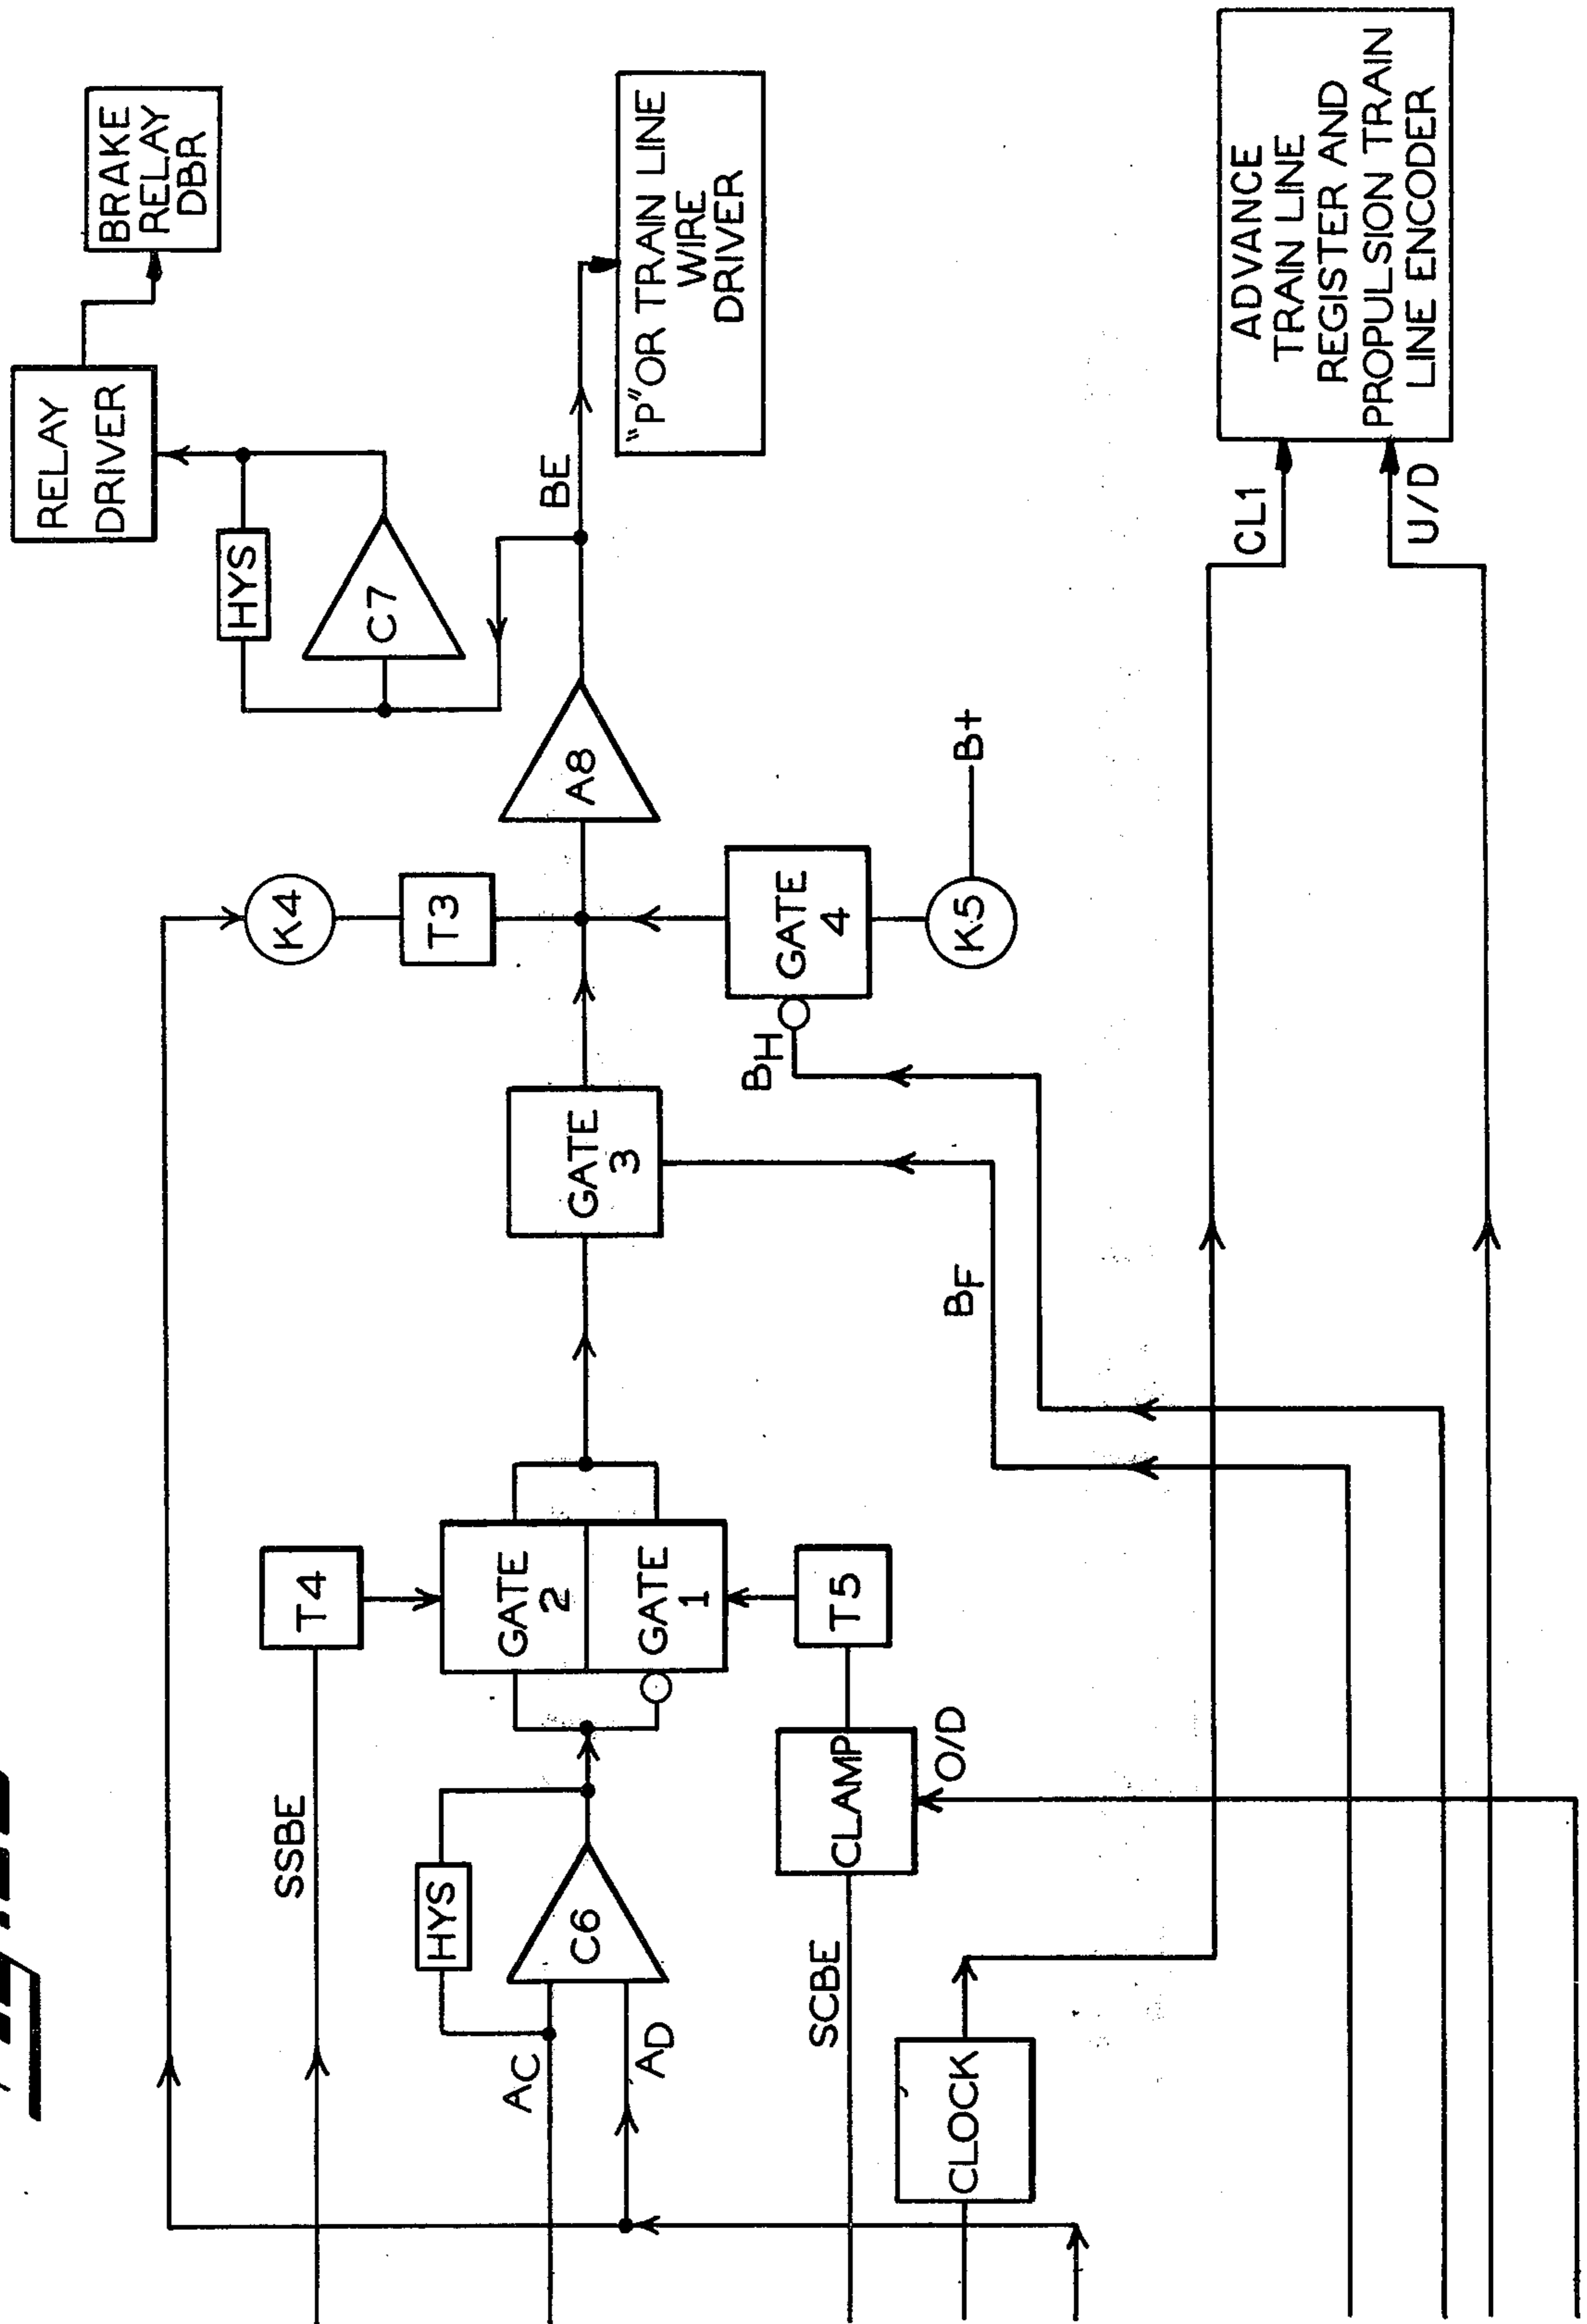 BRAKE
RELAY
DBR
RELAY
DRIVER
HYS
C7
BE
"P" OR TRAIN LINE
WIRE
DRIVER
A8
K4
T3
GATE
4
K5
B+
BH
GATE
3
BF
T4
SSBE
GATE
2
GATE
1
T5
HYS
C6
AC
AD
CLAMP
O/D
SCBE
CLOCK
CL1
U/D
ADVANCE
TRAIN LINE
REGISTER AND
PROPULSION TRAIN
LINE ENCODER